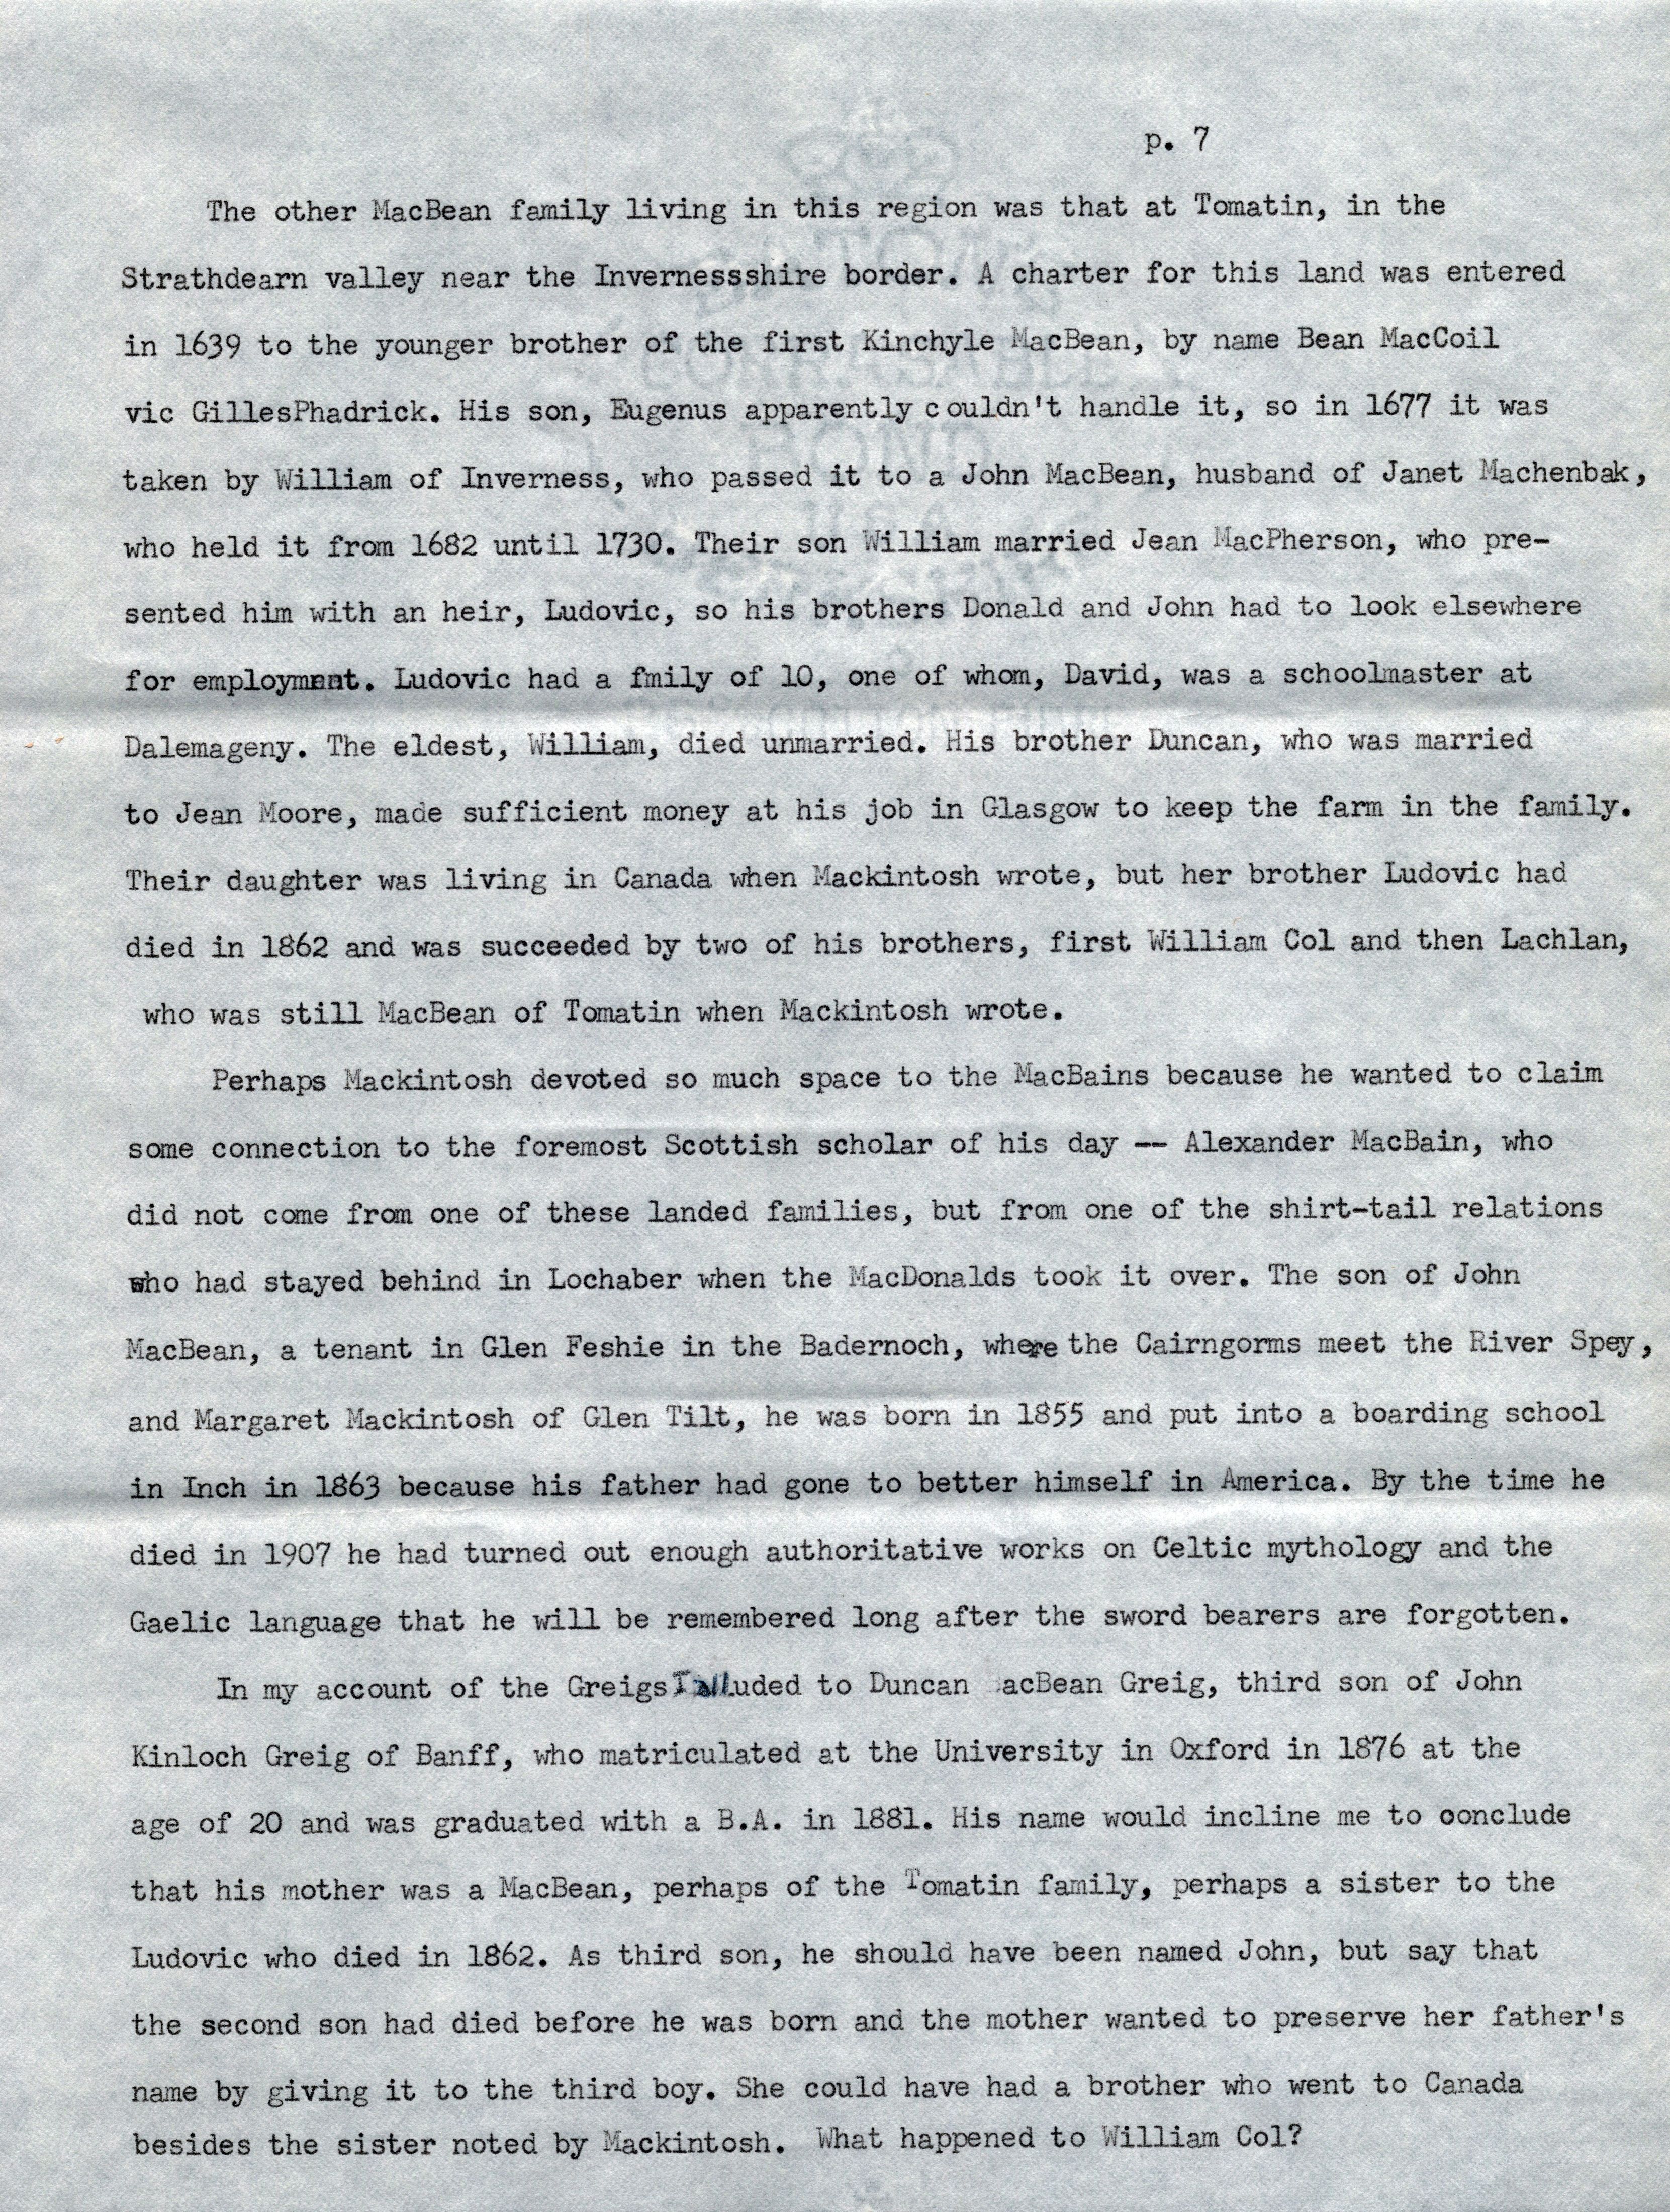 p. 7
The other MacBean family living in this region was that at Tomatin, in the
Strathdearn valley near the Invernessshire border. A charter for this land was entered
in 1639 to the younger brother of the first Kinchyle MacBean, by name Bean MacCoil
vic GillesPhadrick. His son, Eugenus apparently couldn't handle it, so in 1677 it was
taken by William of Inverness, who passed it to a John MacBean, husband of Janet Machenbak,
who held it from 1682 until 1730. Their son William married Jean MacPherson, who pre-
sented him with an heir, Ludovic, so his brothers Donald and John had to look elsewhere
for employment. Ludovic had a fmily of 10, one of whom, David, was a schoolmaster at
Dalemageny. The eldest, William, died unmarried. His brother Duncan, who was married
to Jean Moore, made sufficient money at his job in Glasgow to keep the farm in the family.
Their daughter was living in Canada when Mackintosh wrote, but her brother Ludovic had
died in 1862 and was succeeded by two of his brothers, first William Col and then Lachlan,
who was still MacBean of Tomatin when Mackintosh wrote.
Perhaps Mackintosh devoted so much space to the MacBains because he wanted to claim
some connection to the foremost Scottish scholar of his day -- Alexander MacBain, who
did not come from one of these landed families, but from one of the shirt-tail relations
who had stayed behind in Lochaber when the MacDonalds took it over. The son of John
MacBean, a tenant in Glen Feshie in the Badernoch, where the Cairngorms meet the River Spey,
and Margaret Mackintosh of Glen Tilt, he was born in 1855 and put into a boarding school
in Inch in 1863 because his father had gone to better himself in America. By the time he
died in 1907 he had turned out enough authoritative works on Celtic mythology and the
Gaelic language that he will be remembered long after the sword bearers are forgotten.
In my account of the Greigs I alluded to Duncan acBean Greig, third son of John
Kinloch Greig of Banff, who matriculated at the University in Oxford in 1876 at the
age of 20 and was graduated with a B.A. in 1881. His name would incline me to conclude
that his mother was a MacBean, perhaps of the Tomatin family, perhaps a sister to the
Ludovic who died in 1862. As third son, he should have been named John, but say that
the second son had died before he was born and the mother wanted to preserve her father's
name by giving it to the third boy. She could have had a brother who went to Canada
besides the sister noted by Mackintosh. What happened to William Col?